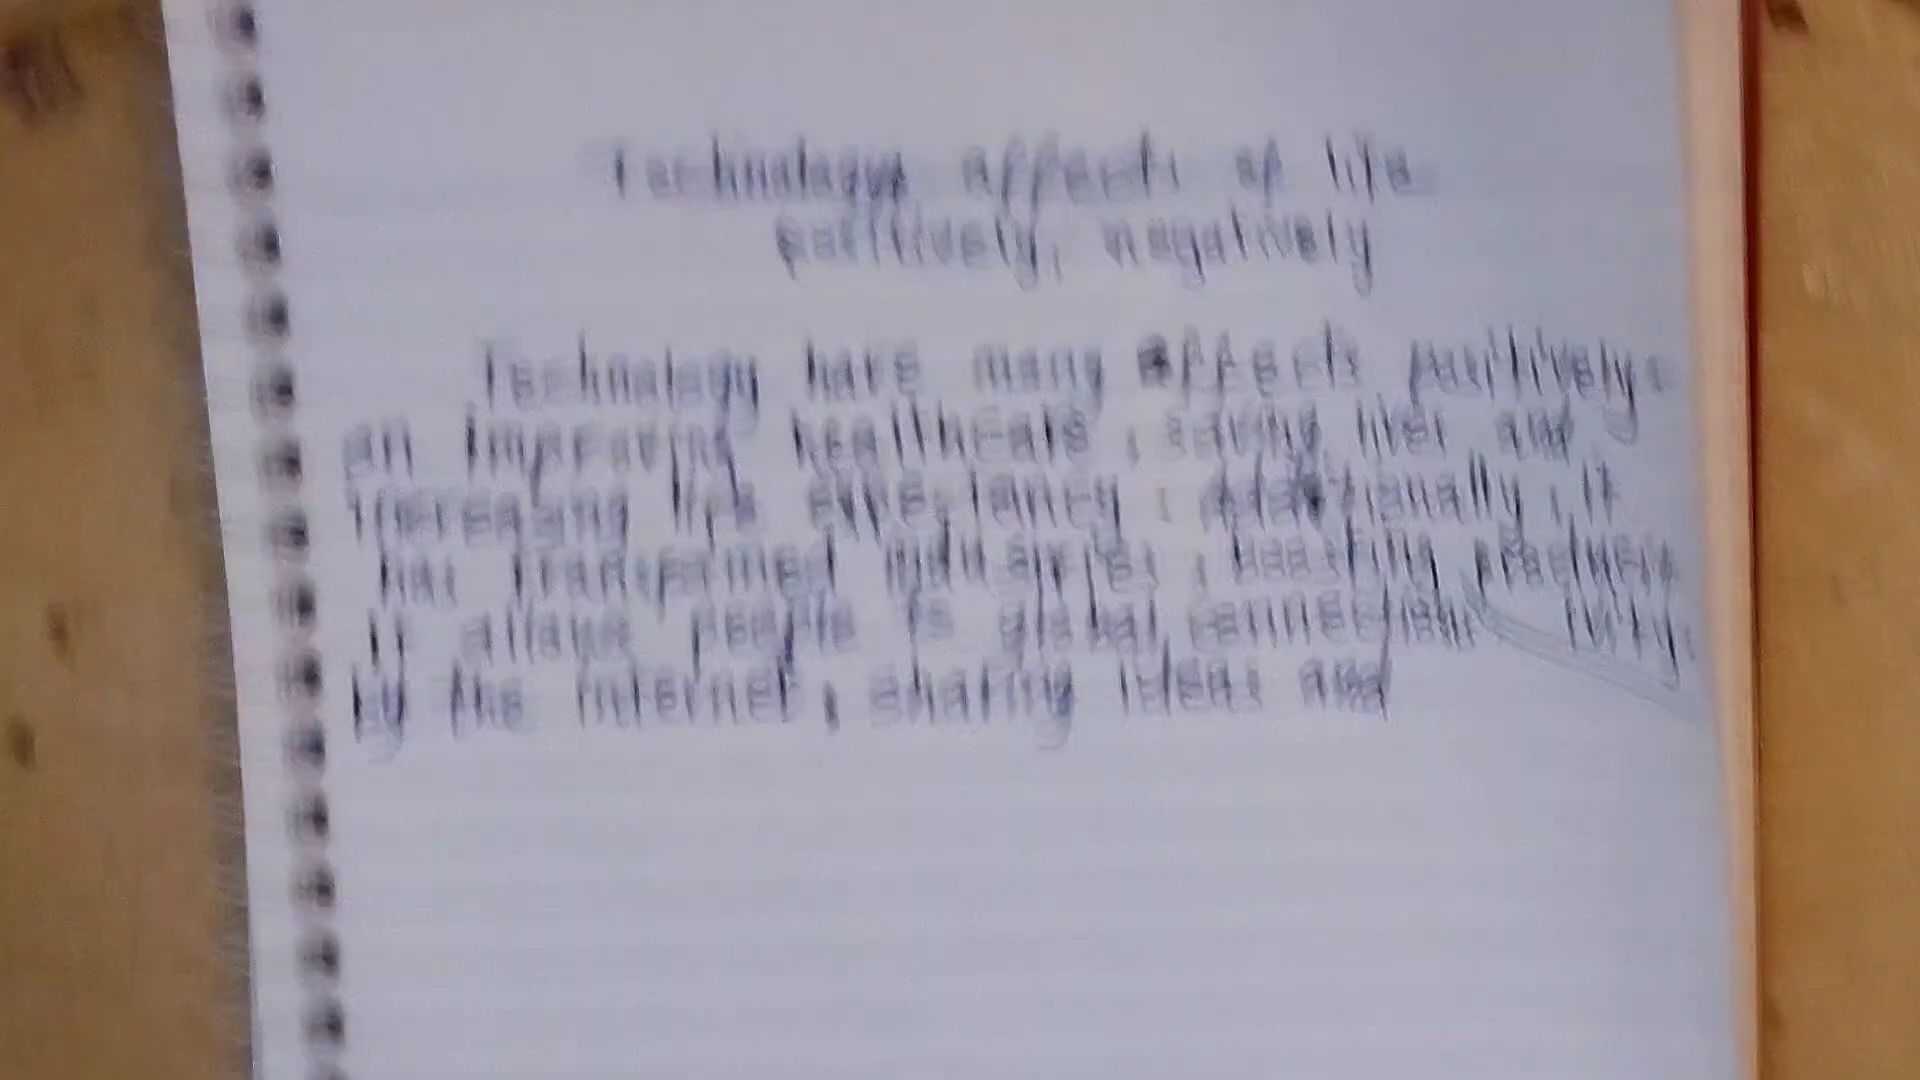 Technology affects of life
positively, negatively
Technology have many affects positively
on improving healthcare, saving lives and
increasing life expectancy. Additionally, it
has transformed industries, boosting productivity.
It allows people to global connections
by the internet, sharing ideas and